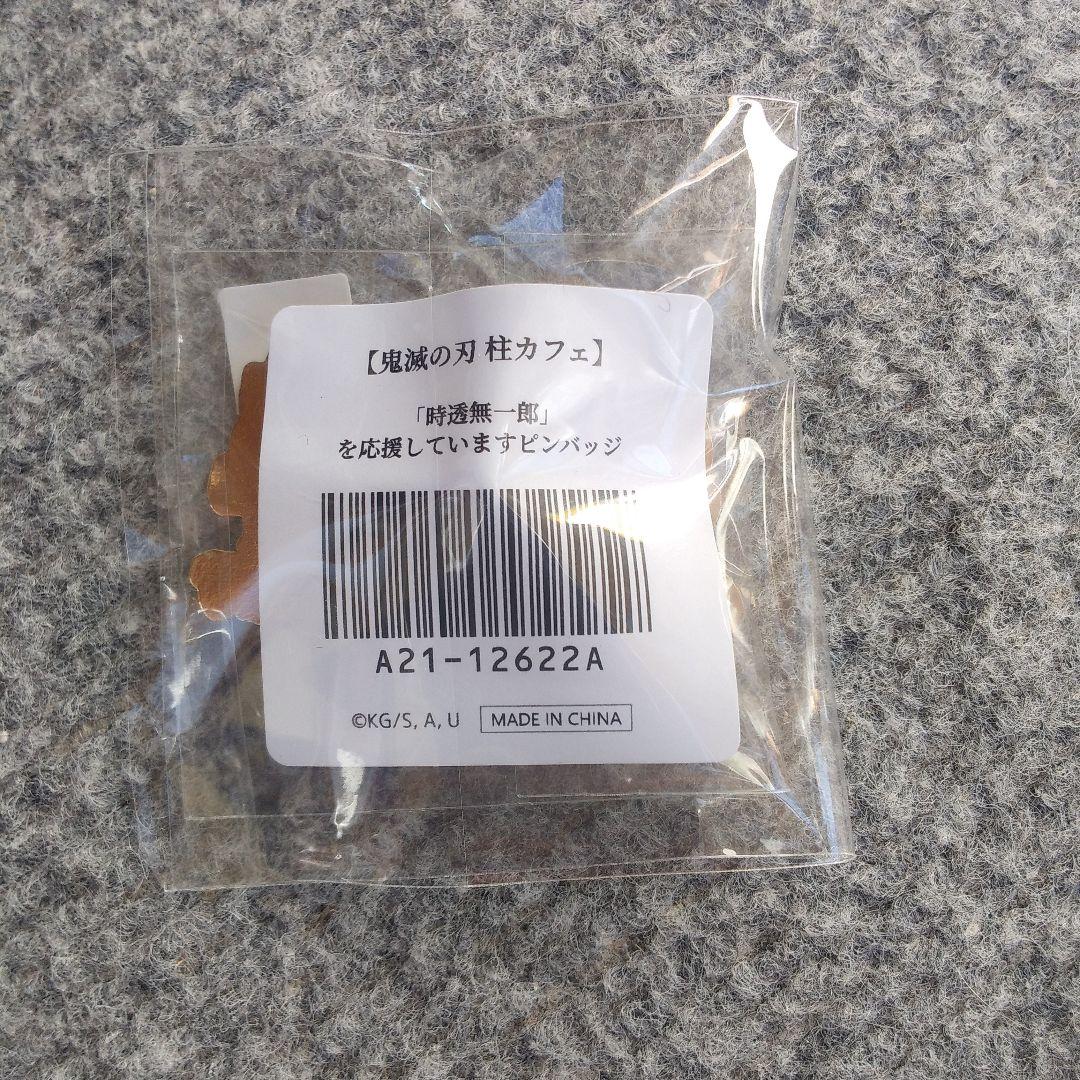 【鬼滅の刃 柱カフェ】
「時透無一郎」
を応援していますピンバッジ
A21-12622A
©KG/S, A, U MADE IN CHINA